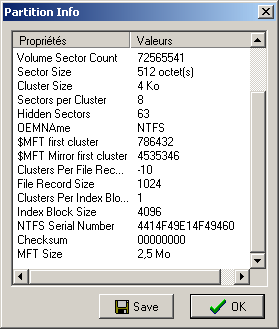 Partition Info
Propriétés Valeurs
Volume Sector Count 72565541
Sector Size 512 octet(s)
Cluster Size 4 Ko
Sectors per Cluster 8
Hidden Sectors 63
OEMNAme NTFS
$MFT first cluster 786432
$MFT Mirror first cluster 4535346
Clusters Per File Rec... -10
File Record Size 1024
Clusters Per Index Blo... 1
Index Block Size 4096
NTFS Serial Number 4414F49E14F49460
Checksum 00000000
MFT Size 2,5 Mo
Save OK